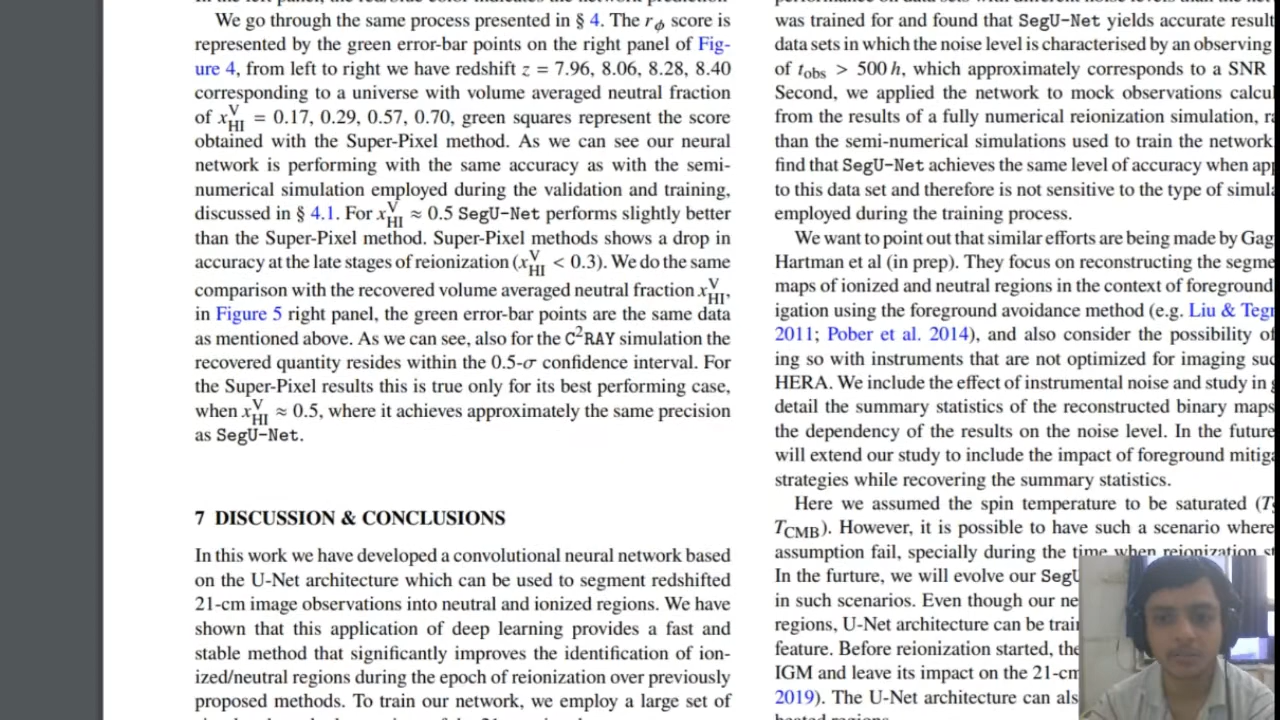 We go through the same process presented in § 4. The r_ϕ score is
represented by the green error-bar points on the right panel of Fig-
ure 4, from left to right we have redshift z = 7.96, 8.06, 8.28, 8.40
corresponding to a universe with volume averaged neutral fraction
of x^V_HI = 0.17, 0.29, 0.57, 0.70, green squares represent the score
obtained with the Super-Pixel method. As we can see our neural
network is performing with the same accuracy as with the semi-
numerical simulation employed during the validation and training,
discussed in § 4.1. For x^V_HI ≈ 0.5 SegU-Net performs slightly better
than the Super-Pixel method. Super-Pixel methods shows a drop in
accuracy at the late stages of reionization (x^V_HI < 0.3). We do the same
comparison with the recovered volume averaged neutral fraction x^V_HI,
in Figure 5 right panel, the green error-bar points are the same data
as mentioned above. As we can see, also for the C²RAY simulation the
recovered quantity resides within the 0.5-σ confidence interval. For
the Super-Pixel results this is true only for its best performing case,
when x^V_HI ≈ 0.5, where it achieves approximately the same precision
as SegU-Net.
7 DISCUSSION & CONCLUSIONS
In this work we have developed a convolutional neural network based
on the U-Net architecture which can be used to segment redshifted
21-cm image observations into neutral and ionized regions. We have
shown that this application of deep learning provides a fast and
stable method that significantly improves the identification of ion-
ized/neutral regions during the epoch of reionization over previously
proposed methods. To train our network, we employ a large set of
was trained for and found that SegU-Net yields accurate result
data sets in which the noise level is characterised by an observing
of t_obs > 500 h, which approximately corresponds to a SNR
Second, we applied the network to mock observations calcul
from the results of a fully numerical reionization simulation, ra
than the semi-numerical simulations used to train the network
find that SegU-Net achieves the same level of accuracy when app
to this data set and therefore is not sensitive to the type of simula
employed during the training process.
We want to point out that similar efforts are being made by Gag
Hartman et al (in prep). They focus on reconstructing the segme
maps of ionized and neutral regions in the context of foreground
igation using the foreground avoidance method (e.g. Liu & Tegr
2011; Pober et al. 2014), and also consider the possibility of
ing so with instruments that are not optimized for imaging suc
HERA. We include the effect of instrumental noise and study in
detail the summary statistics of the reconstructed binary maps
the dependency of the results on the noise level. In the future
will extend our study to include the impact of foreground mitiga
strategies while recovering the summary statistics.
Here we assumed the spin temperature to be saturated (T
T_CMB). However, it is possible to have such a scenario where
assumption fail, specially during the time when reionization st
In the furture, we will evolve our SegU
in such scenarios. Even though our ne
regions, U-Net architecture can be trai
feature. Before reionization started, the
IGM and leave its impact on the 21-cm
2019). The U-Net architecture can als